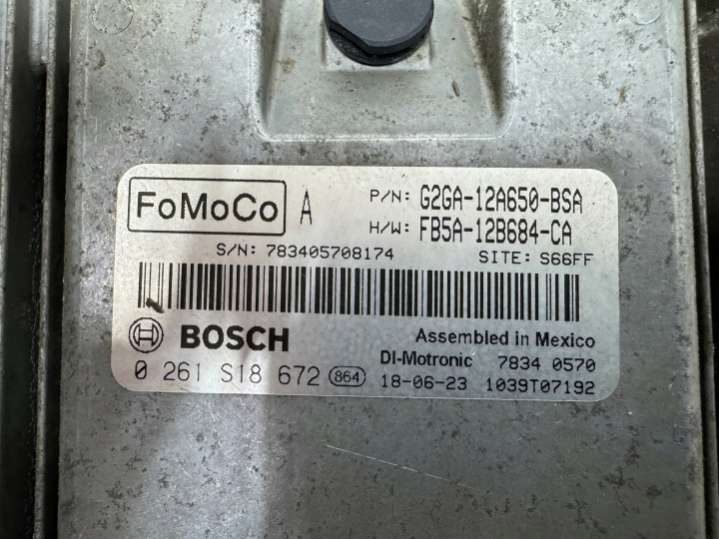 FoMoCo A P/N: G2GA-12A650-BSA
H/W: FB5A-12B684-CA
S/N: 783405708174 SITE: S66FF
BOSCH Assembled in Mexico
DI-Motronic 7834 0570
0 261 S18 672 864 18-06-23 1039T07192